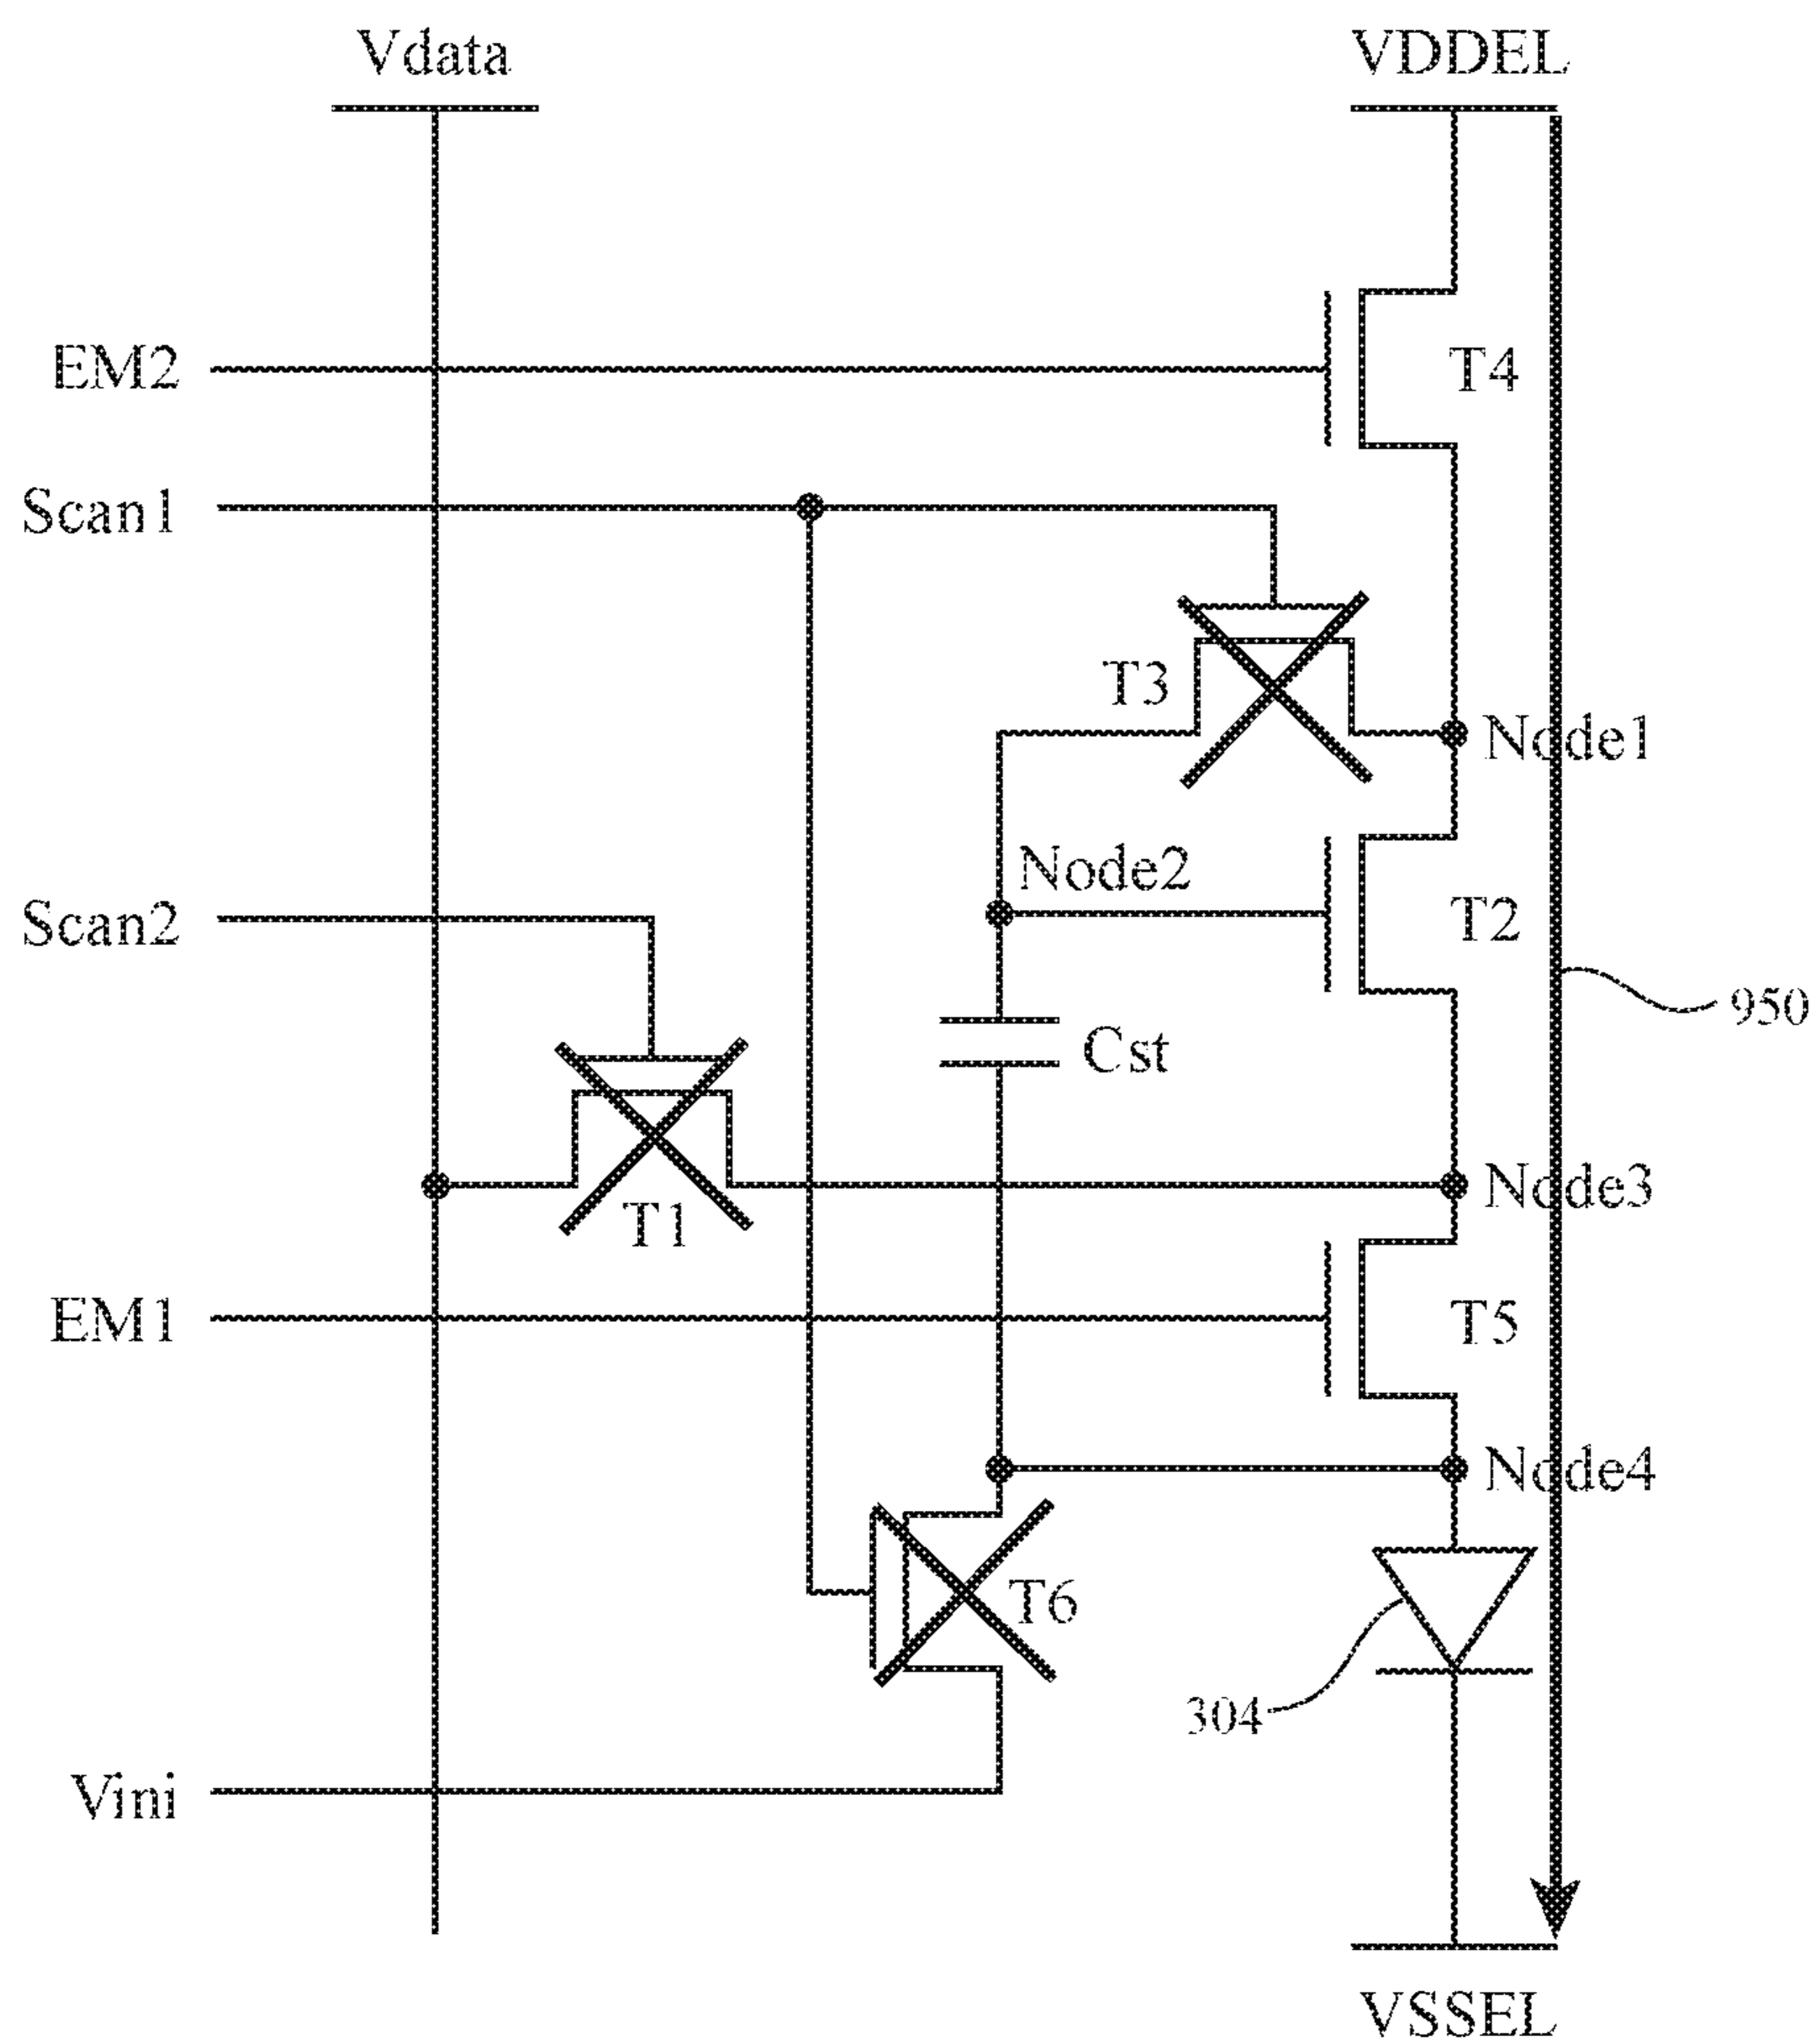 Vdata
VDDEL
EM2
T4
Scan1
T3
Node1
Node2
Scan2
T2
950
Cst
Node3
T1
EM1
T5
Node4
T6
304
Vini
VSSEL